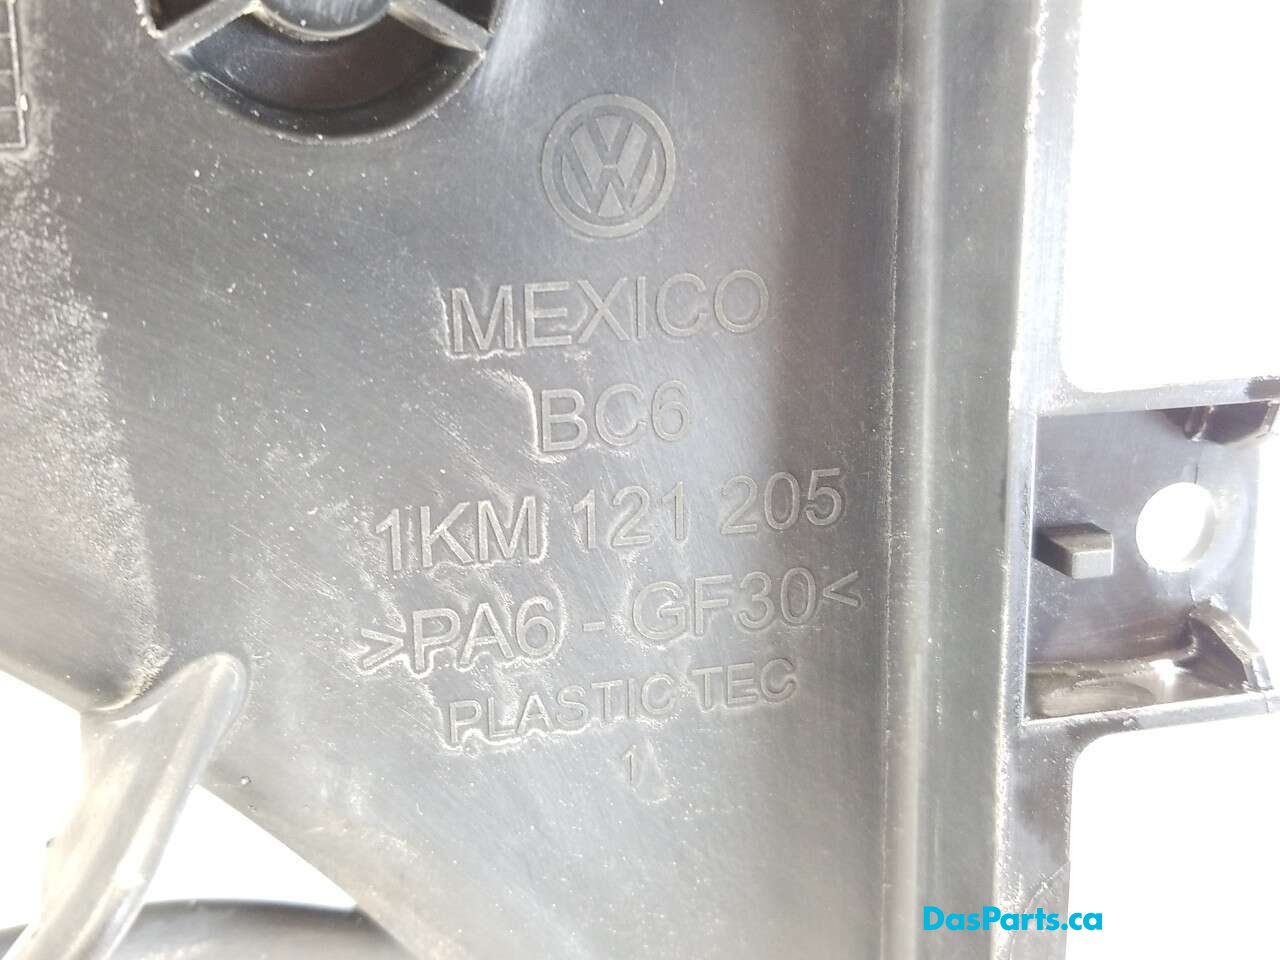 MEXICO
BC6
1KM 121 205
>PA6 - GF30<
PLASTIC TEC
1
DasParts.ca